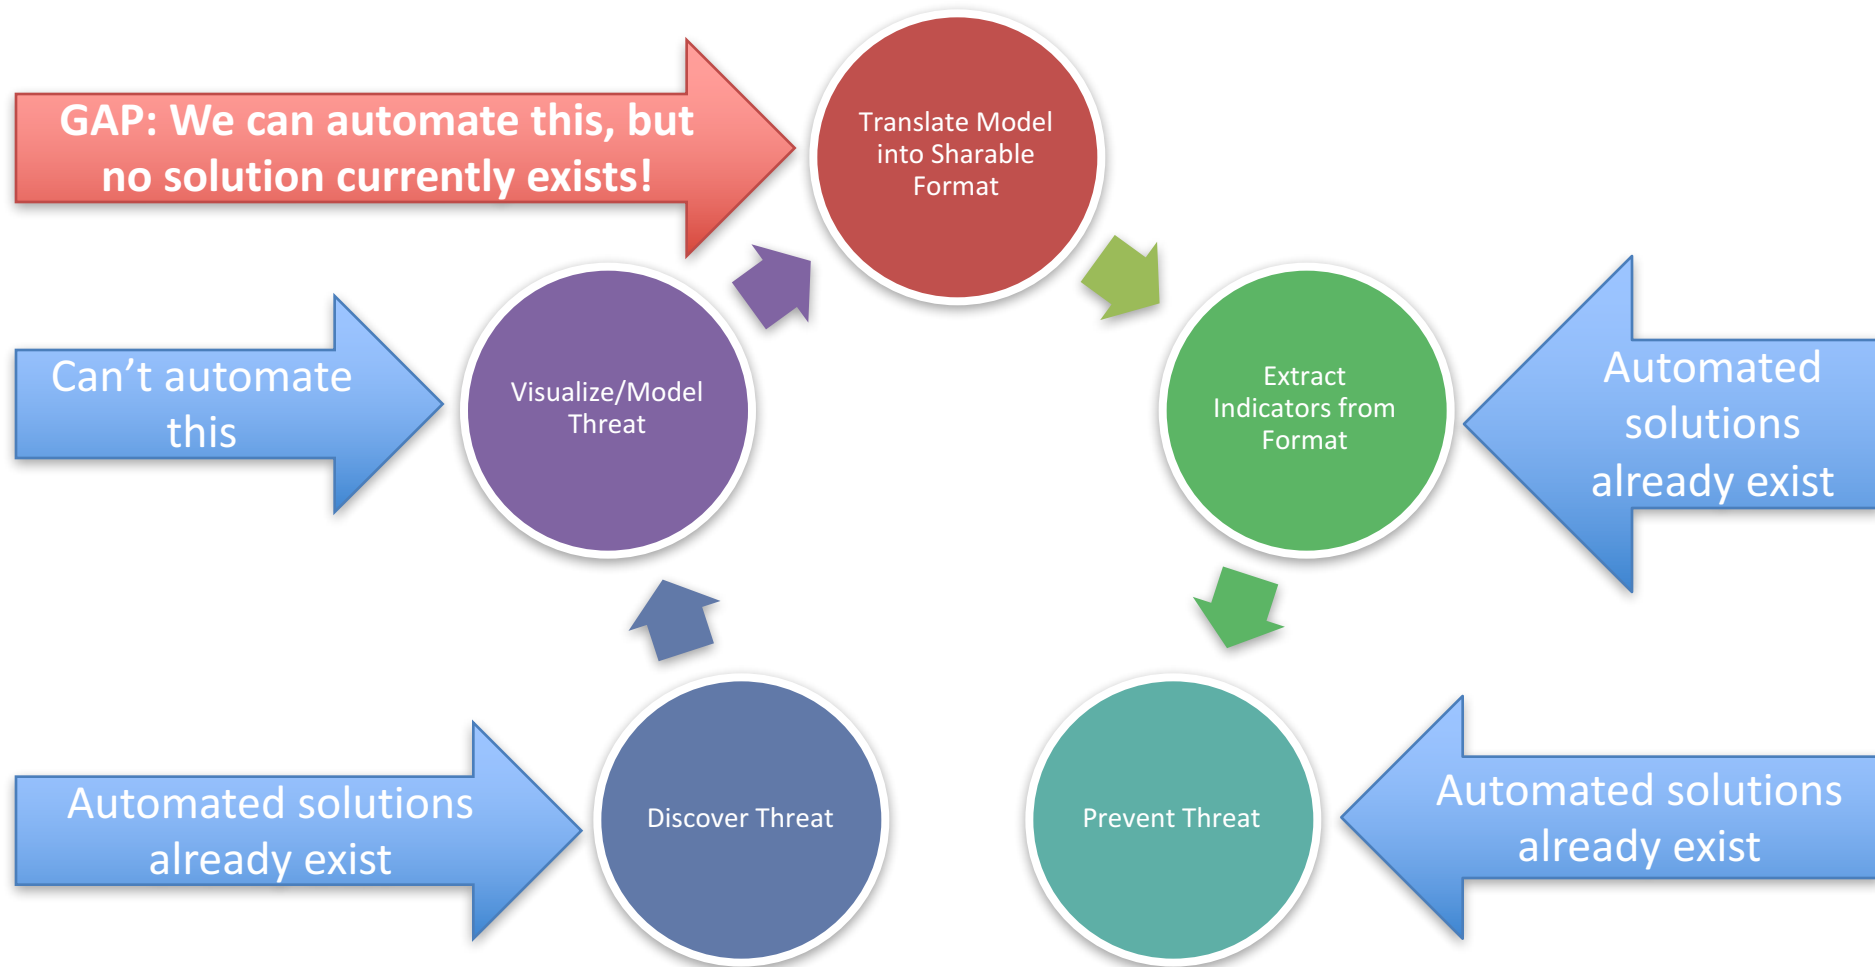 GAP: We can automate this, but
no solution currently exists!
Translate Model
into Sharable
Format
Can’t automate
this
Visualize/Model
Threat
Extract
Indicators from
Format
Automated
solutions
already exist
Automated solutions
already exist
Discover Threat
Prevent Threat
Automated solutions
already exist